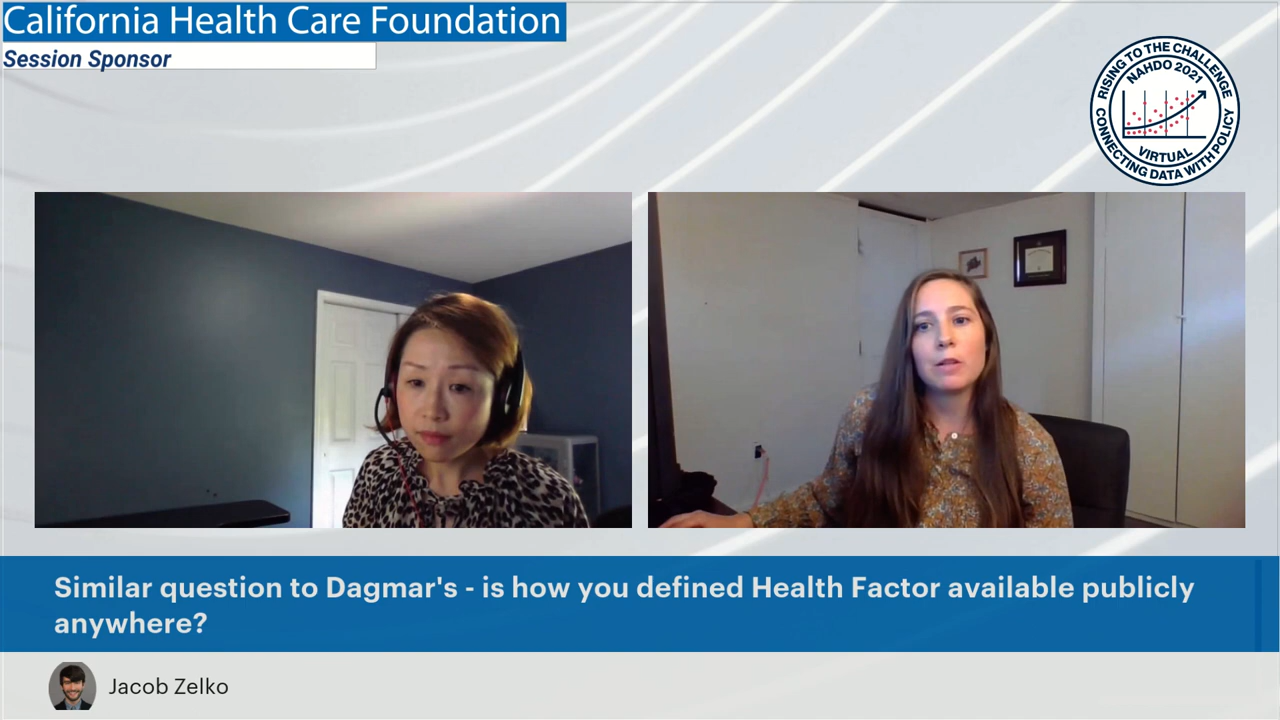 California Health Care Foundation
Session Sponsor
RISING TO THE CHALLENGE
NAHDO 2021
VIRTUAL
CONNECTING DATA WITH POLICY
Similar question to Dagmar's - is how you defined Health Factor available publicly
anywhere?
Jacob Zelko